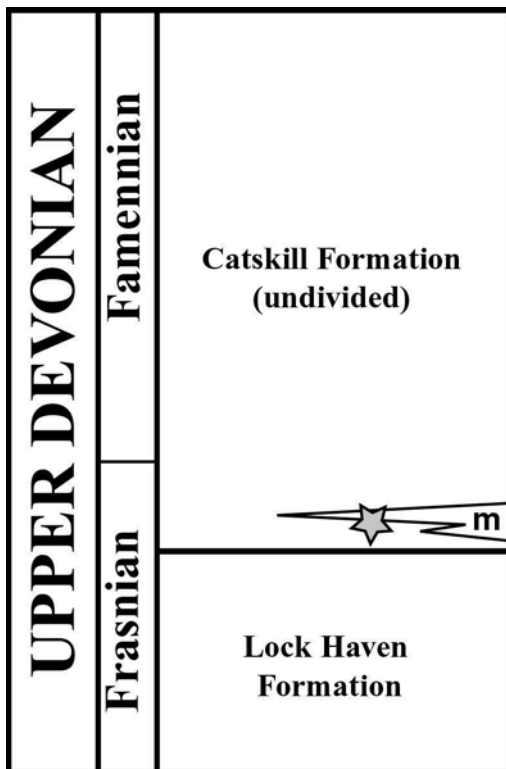 UPPER DEVONIAN
Famennian
Frasnian
Catskill Formation
(undivided)
m
Lock Haven
Formation